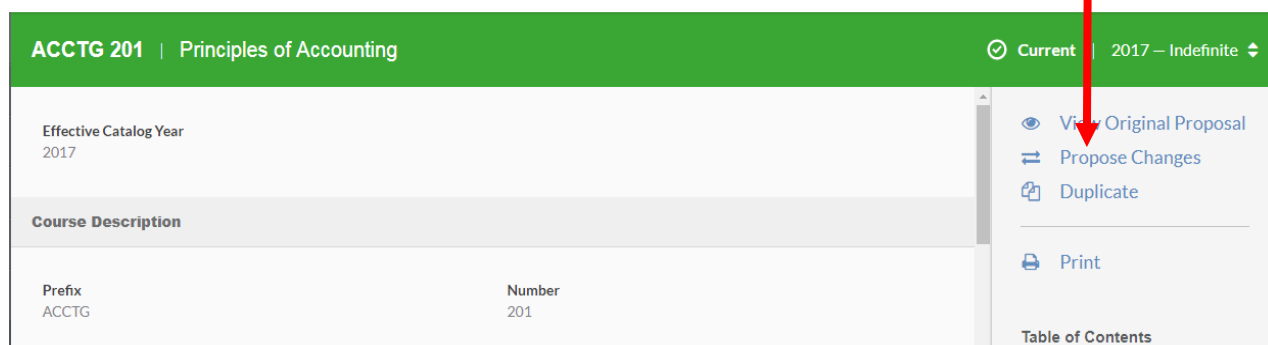 ACCTG 201 | Principles of Accounting
Current | 2017 — Indefinite
Effective Catalog Year
2017
Course Description
Prefix
ACCTG
Number
201
View Original Proposal
Propose Changes
Duplicate
Print
Table of Contents